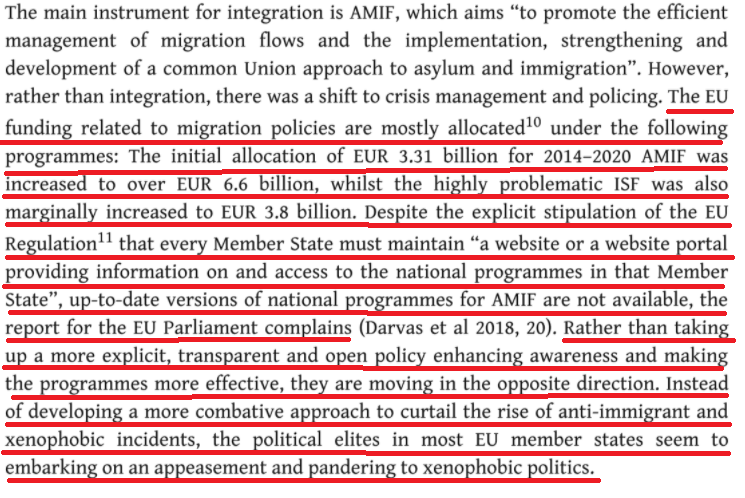 The main instrument for integration is AMIF, which aims “to promote the efficient
management of migration flows and the implementation, strengthening and
development of a common Union approach to asylum and immigration”. However,
rather than integration, there was a shift to crisis management and policing. The EU
funding related to migration policies are mostly allocated¹⁰ under the following
programmes: The initial allocation of EUR 3.31 billion for 2014–2020 AMIF was
increased to over EUR 6.6 billion, whilst the highly problematic ISF was also
marginally increased to EUR 3.8 billion. Despite the explicit stipulation of the EU
Regulation¹¹ that every Member State must maintain “a website or a website portal
providing information on and access to the national programmes in that Member
State”, up-to-date versions of national programmes for AMIF are not available, the
report for the EU Parliament complains (Darvas et al 2018, 20). Rather than taking
up a more explicit, transparent and open policy enhancing awareness and making
the programmes more effective, they are moving in the opposite direction. Instead
of developing a more combative approach to curtail the rise of anti-immigrant and
xenophobic incidents, the political elites in most EU member states seem to
embarking on an appeasement and pandering to xenophobic politics.